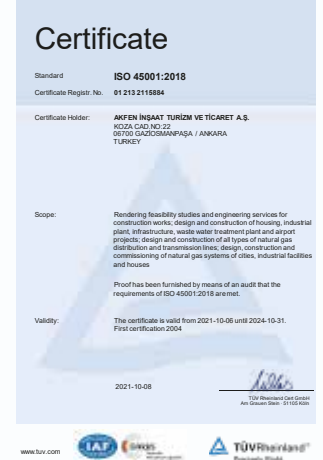 Certificate
Standard ISO 45001:2018
Certificate Registr. No. 01 213 2115884
Certificate Holder: AKFEN İNŞAAT TURİZM VE TİCARET A.Ş.
KOZA CAD.NO:22
06700 GAZİOSMANPAŞA / ANKARA
TURKEY
Scope: Rendering feasibility studies and engineering services for
construction works; design and construction of housing, industrial
plant, infrastructure, waste water treatment plant and airport
projects; design and construction of all types of natural gas
distribution and transmission lines; design, construction and
commissioning of natural gas systems of cities, industrial facilities
and houses
Proof has been furnished by means of an audit that the
requirements of ISO 45001:2018 are met.
Validity: The certificate is valid from 2021-10-06 until 2024-10-31.
First certification 2004
2021-10-08
TÜV Rheinland Cert GmbH
Am Grauen Stein · 51105 Köln
www.tuv.com
IAF
TÜVRheinland®